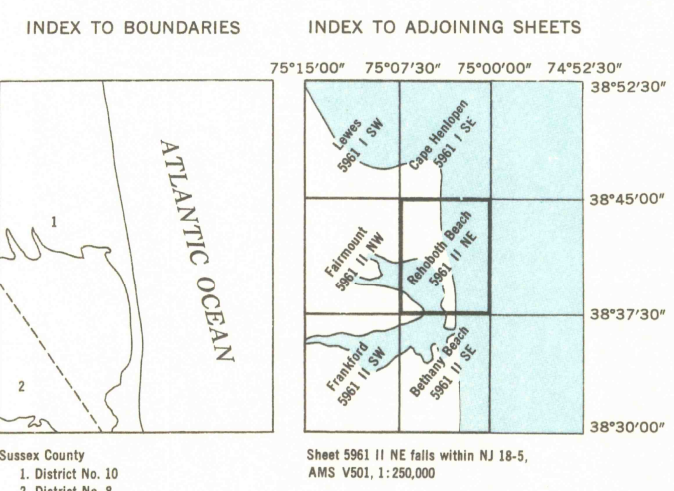 INDEX TO BOUNDARIES
1
2
ATLANTIC OCEAN
Sussex County
1. District No. 10
2. District No. 8
INDEX TO ADJOINING SHEETS
75°15'00" 75°07'30" 75°00'00" 74°52'30"
38°52'30"
38°45'00"
38°37'30"
38°30'00"
Lewes
5961 I SW
Cape Henlopen
5961 I SE
Fairmount
5961 II NW
Rehoboth Beach
5961 II NE
Frankford
5961 II SW
Bethany Beach
5961 II SE
Sheet 5961 II NE falls within NJ 18-5,
AMS V501, 1:250,000